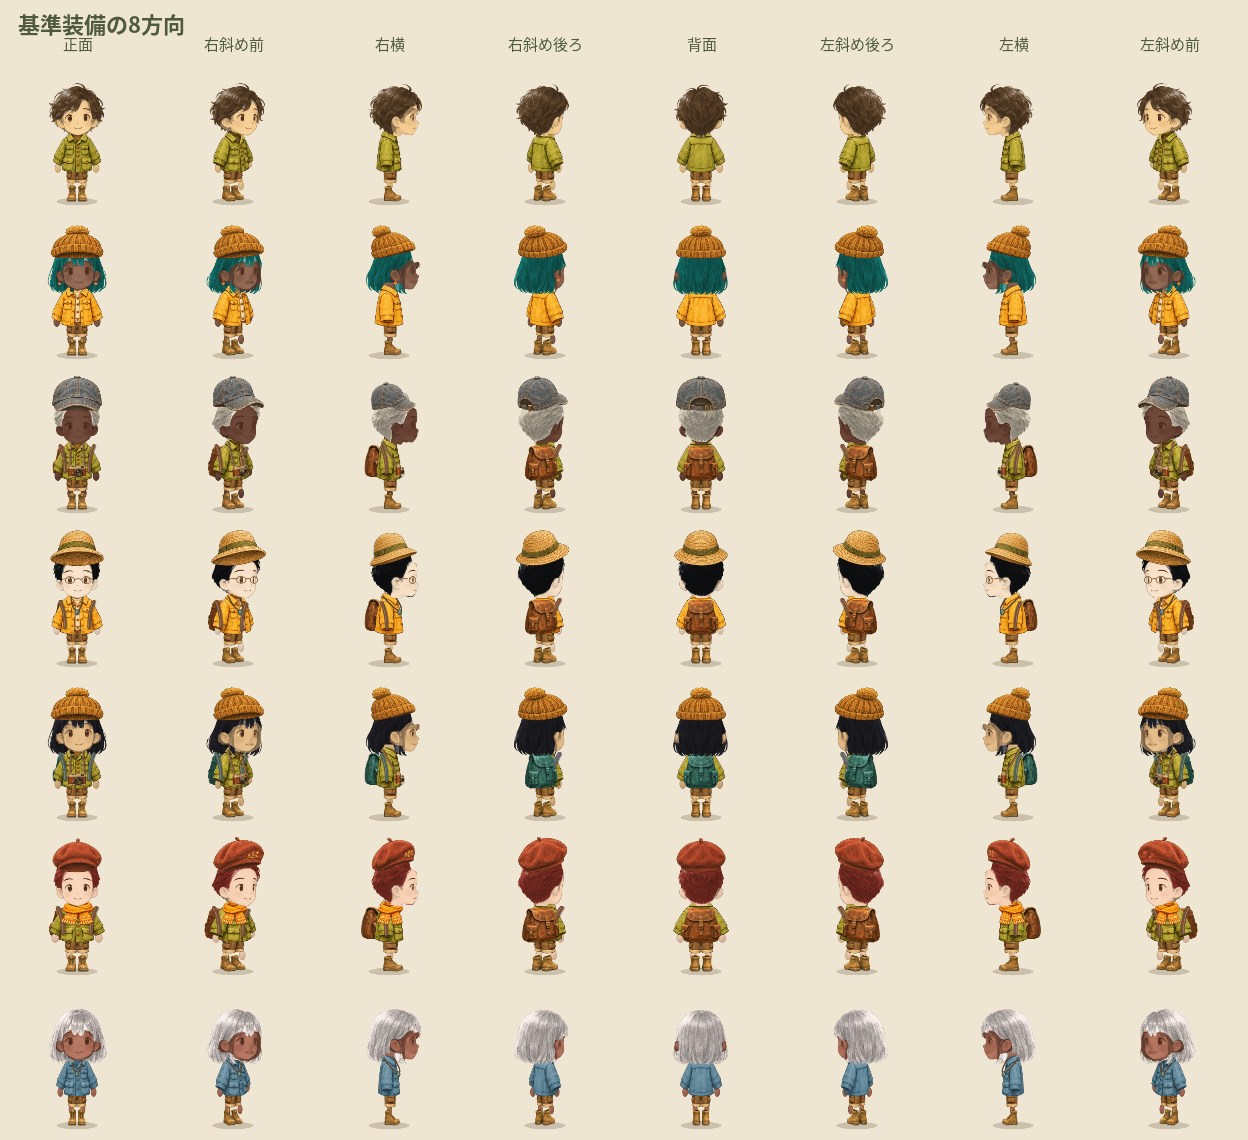 基準装備の8方向
正面
右斜め前
右横
右斜め後ろ
背面
左斜め後ろ
左横
左斜め前